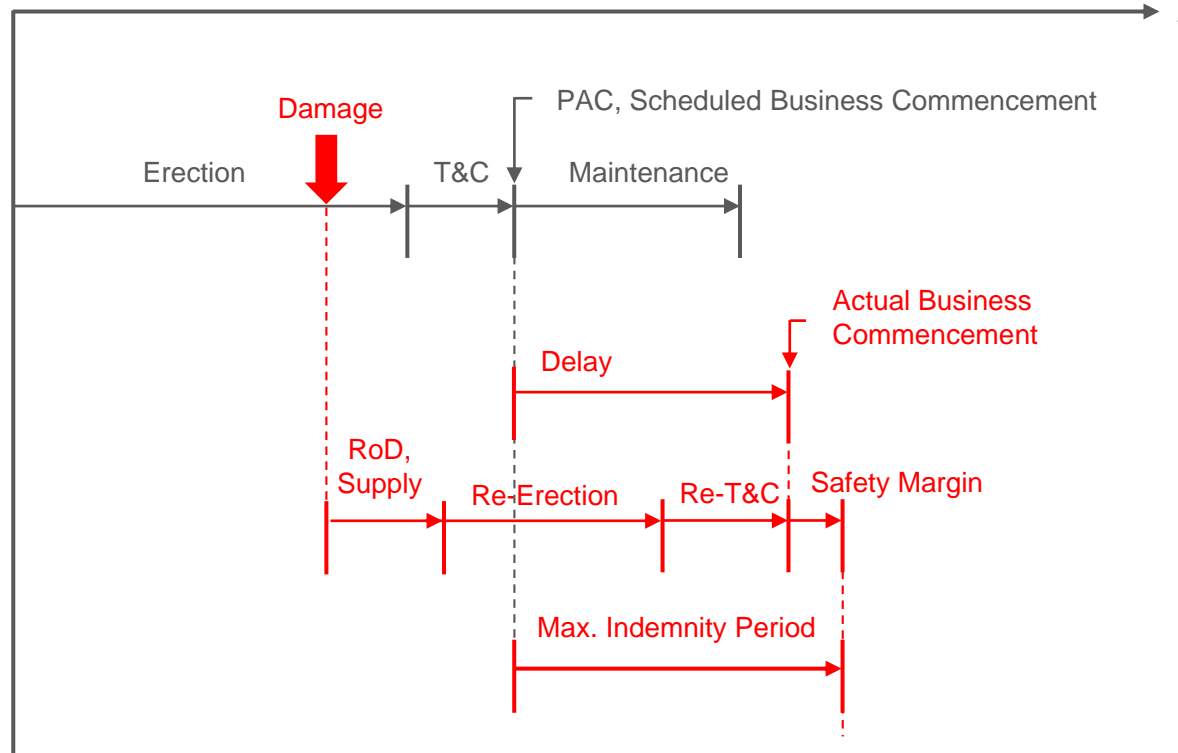 PAC, Scheduled Business Commencement
Damage
Erection
T&C
Maintenance
Actual Business
Commencement
Delay
RoD,
Supply
Re-Erection
Re-T&C
Safety Margin
Max. Indemnity Period